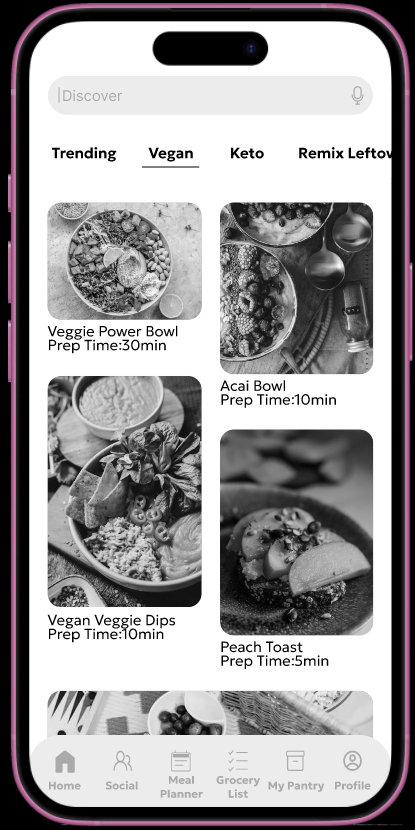 Discover
Trending Vegan Keto Remix Leftov
Veggie Power Bowl
Prep Time:30min
Acai Bowl
Prep Time:10min
Vegan Veggie Dips
Prep Time:10min
Peach Toast
Prep Time:5min
Home
Social
Meal
Planner
Grocery
List
My Pantry
Profile